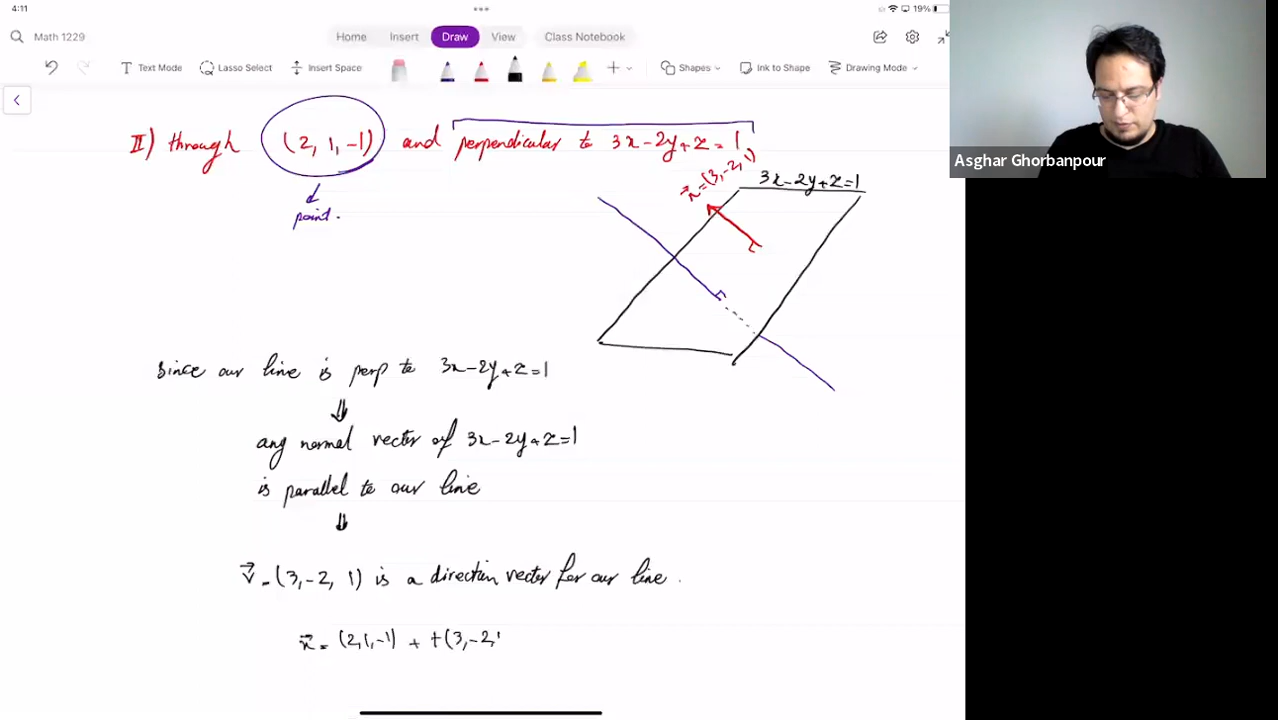 4:11
19%
Math 1229
Home Insert Draw View Class Notebook
Text Mode Lasso Select Insert Space Shapes Ink to Shape Drawing Mode
Asghar Ghorbanpour
II) through (2, 1, -1) and perpendicular to 3x-2y+z=1
point.
n=(3,-2,1)
3x-2y+z=1
Since our line is perp to 3x-2y+z=1
⇓
any normal vector of 3x-2y+z=1
is parallel to our line
⇓
v=(3,-2, 1) is a direction vector for our line.
x= (2,1,-1) + t(3,-2,1